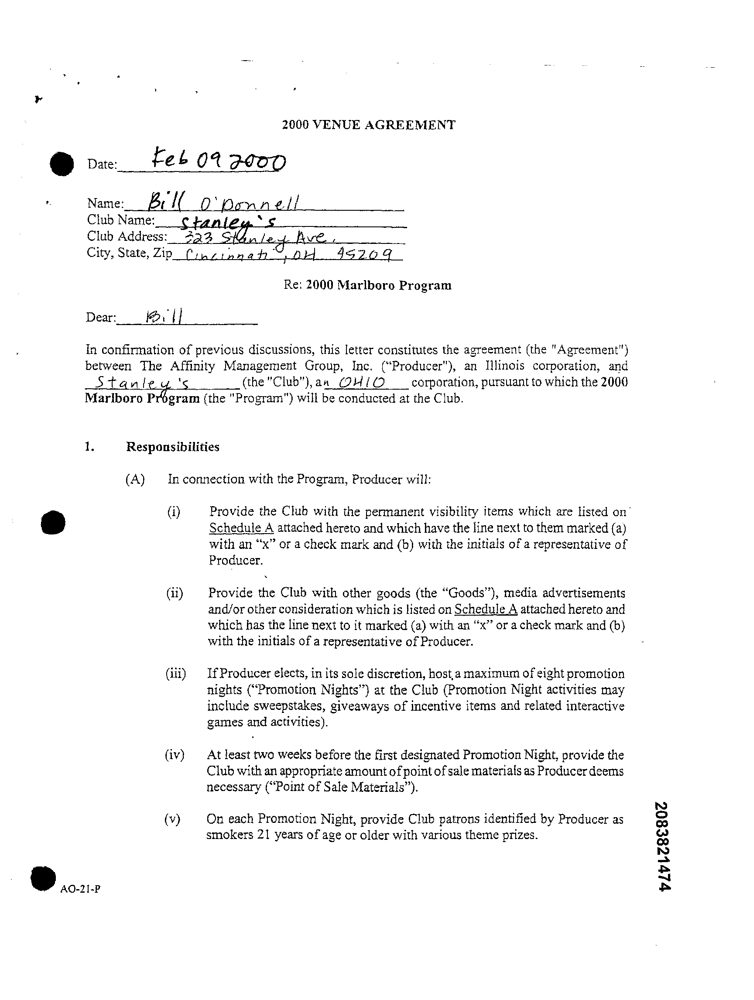 2000 VENUE AGREEMENT
Date: Feb 09 2000
Name: Bill O'Donnell
Club Name: Stanley's
Club Address: 323 Stanley Ave.
City, State, Zip Cincinnati, OH 45209
Re: 2000 Marlboro Program
Dear: Bill
In confirmation of previous discussions, this letter constitutes the agreement (the "Agreement")
between The Affinity Management Group, Inc. ("Producer"), an Illinois corporation, and
Stanley's (the "Club"), an OHIO corporation, pursuant to which the 2000
Marlboro Program (the "Program") will be conducted at the Club.
1. Responsibilities
(A) In connection with the Program, Producer will:
(i) Provide the Club with the permanent visibility items which are listed on
Schedule A attached hereto and which have the line next to them marked (a)
with an "x" or a check mark and (b) with the initials of a representative of
Producer.
(ii) Provide the Club with other goods (the "Goods"), media advertisements
and/or other consideration which is listed on Schedule A attached hereto and
which has the line next to it marked (a) with an "x" or a check mark and (b)
with the initials of a representative of Producer.
(iii) If Producer elects, in its sole discretion, host a maximum of eight promotion
nights ("Promotion Nights") at the Club (Promotion Night activities may
include sweepstakes, giveaways of incentive items and related interactive
games and activities).
(iv) At least two weeks before the first designated Promotion Night, provide the
Club with an appropriate amount of point of sale materials as Producer deems
necessary ("Point of Sale Materials").
(v) On each Promotion Night, provide Club patrons identified by Producer as
smokers 21 years of age or older with various theme prizes.
2083821474
AO-21-P